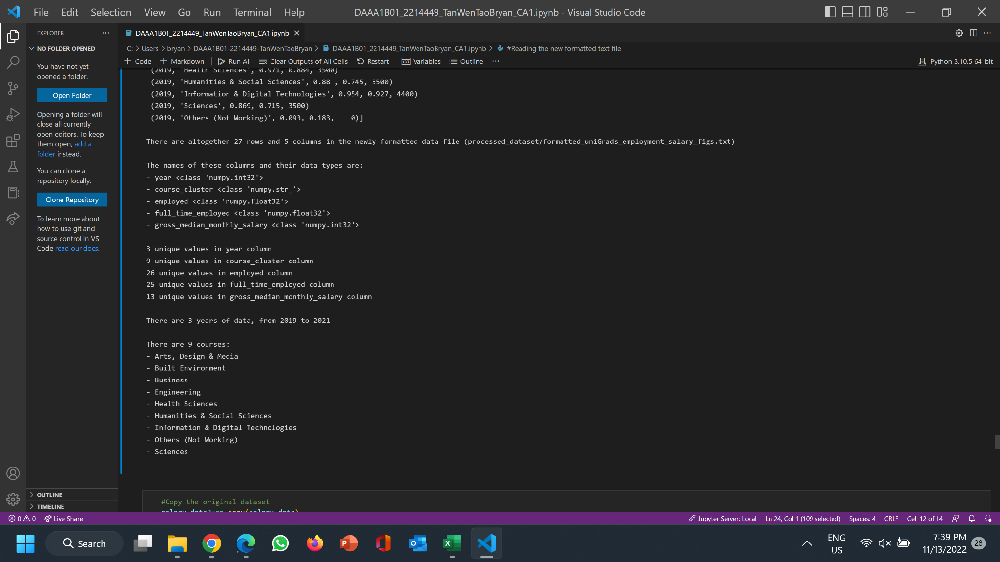 File Edit Selection View Go Run Terminal Help
DAAA1B01_2214449_TanWenTaoBryan_CA1.ipynb - Visual Studio Code
EXPLORER
NO FOLDER OPENED
You have not yet
opened a folder.
Open Folder
Opening a folder will
close all currently
open editors. To keep
them open, add a
folder instead.
You can clone a
repository locally.
Clone Repository
To learn more about
how to use git and
source control in VS
Code read our docs.
OUTLINE
TIMELINE
DAAA1B01_2214449_TanWenTaoBryan_CA1.ipynb
C: > Users > bryan > DAAA1B01-2214449-TanWenTaoBryan > DAAA1B01_2214449_TanWenTaoBryan_CA1.ipynb > #Reading the new formatted text file
+ Code + Markdown Run All Clear Outputs of All Cells Restart Variables Outline ...
Python 3.10.5 64-bit
(2019, 'Health Sciences', 0.971, 0.884, 3500)
(2019, 'Humanities & Social Sciences', 0.88 , 0.745, 3500)
(2019, 'Information & Digital Technologies', 0.954, 0.927, 4400)
(2019, 'Sciences', 0.869, 0.715, 3500)
(2019, 'Others (Not Working)', 0.093, 0.183,    0)]
There are altogether 27 rows and 5 columns in the newly formatted data file (processed_dataset/formatted_uniGrads_employment_salary_figs.txt)
The names of these columns and their data types are:
- year <class 'numpy.int32'>
- course_cluster <class 'numpy.str_'>
- employed <class 'numpy.float32'>
- full_time_employed <class 'numpy.float32'>
- gross_median_monthly_salary <class 'numpy.int32'>
3 unique values in year column
9 unique values in course_cluster column
26 unique values in employed column
25 unique values in full_time_employed column
13 unique values in gross_median_monthly_salary column
There are 3 years of data, from 2019 to 2021
There are 9 courses:
- Arts, Design & Media
- Built Environment
- Business
- Engineering
- Health Sciences
- Humanities & Social Sciences
- Information & Digital Technologies
- Others (Not Working)
- Sciences
#Copy the original dataset
salary_data2=np.copy(salary_data)
0 0 Live Share
Jupyter Server: Local Ln 24, Col 1 (109 selected) Spaces: 4 CRLF Cell 12 of 14
Search
ENG
US
7:39 PM
11/13/2022
28